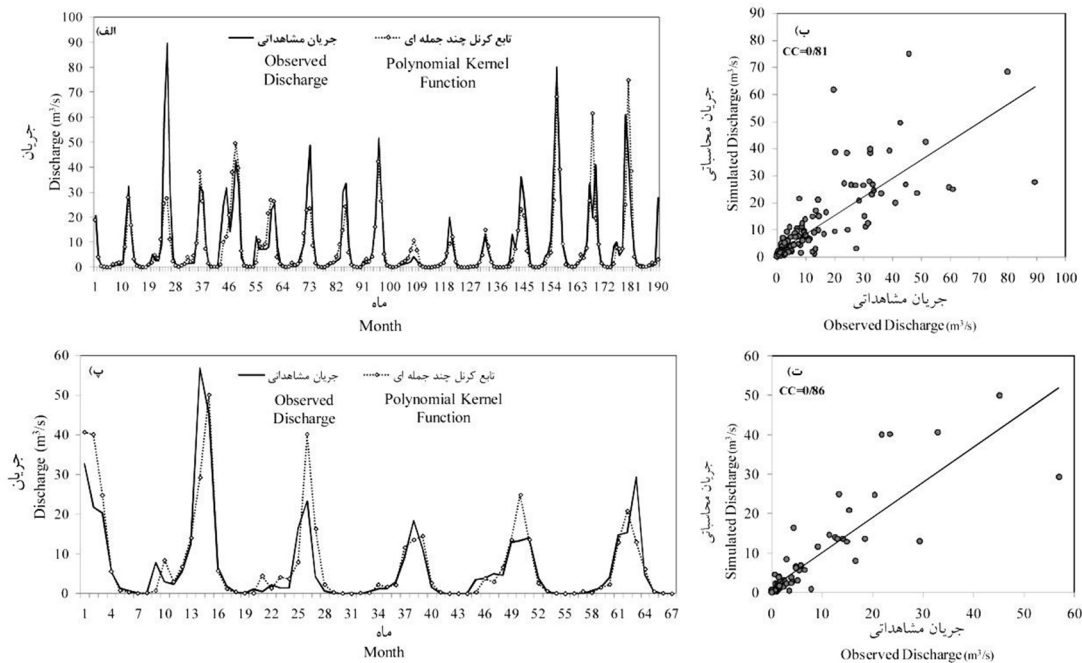 الف)
جریان مشاهداتی
Observed
Discharge
تابع کرنل چند جمله ای
Polynomial Kernel
Function
جریان
Discharge (m³/s)
100
90
80
70
60
50
40
30
20
10
0
1 10 19 28 37 46 55 64 73 82 91 100 109 118 127 136 145 154 163 172 181 190
ماه
Month
ب)
CC=0/81
جریان محاسباتی
Simulated Discharge (m³/s)
90
80
70
60
50
40
30
20
10
0
0 20 40 60 80 100
جریان مشاهداتی
Observed Discharge (m³/s)
پ)
جریان مشاهداتی
Observed
Discharge
تابع کرنل چند جمله ای
Polynomial Kernel
Function
جریان
Discharge (m³/s)
60
50
40
30
20
10
0
1 4 7 10 13 16 19 22 25 28 31 34 37 40 43 46 49 52 55 58 61 64 67
ماه
Month
ت)
CC=0/86
جریان محاسباتی
Simulated Discharge (m³/s)
60
50
40
30
20
10
0
0 10 20 30 40 50 60
جریان مشاهداتی
Observed Discharge (m³/s)